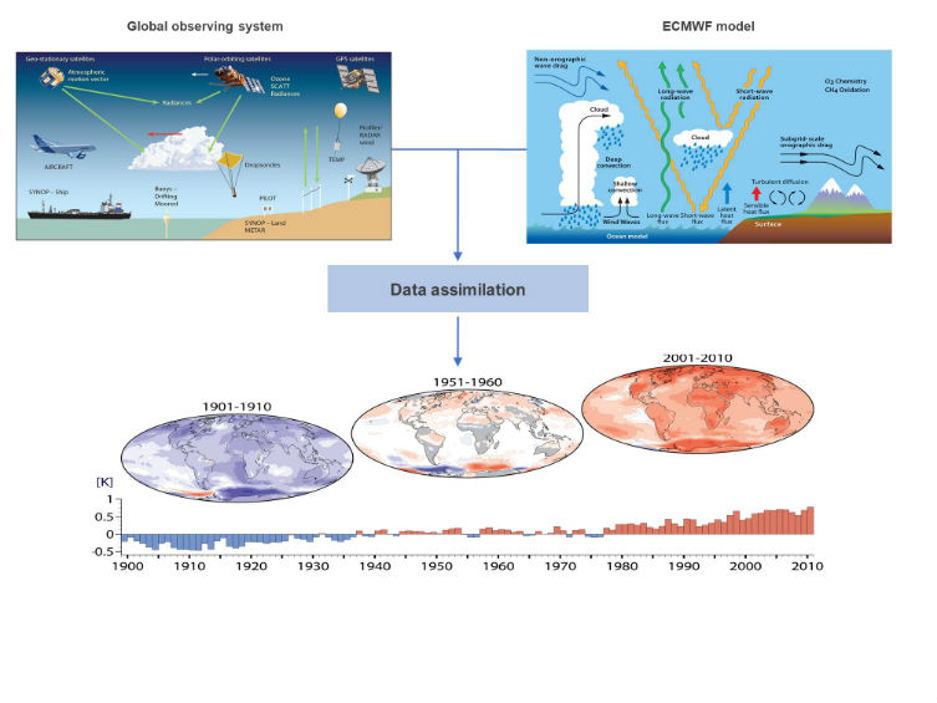 Global observing system
ECMWF model
Geo-stationary satellites
Polar-orbiting satellites
GPS satellites
Atmospheric
motion vector
Ozone
SCATT
Radiances
Radiances
AIRCRAFT
Dropsondes
TEMP
Profiler/
RADAR
wind
SYNOP - Ship
Buoys -
Drifting
Moored
PILOT
SYNOP - Land
METAR
Non-orographic
wave drag
Long-wave
radiation
Short-wave
radiation
O3 Chemistry
CH4 Oxidation
Cloud
Cloud
Deep
convection
Shallow
convection
Subgrid-scale
orographic drag
Turbulent diffusion
Wind Waves
Long-wave
flux
Short-wave
flux
Latent
heat
flux
Sensible
heat flux
Surface
Ocean model
Data assimilation
1901-1910
1951-1960
2001-2010
[K]
1
0.5
0
-0.5
1900 1910 1920 1930 1940 1950 1960 1970 1980 1990 2000 2010